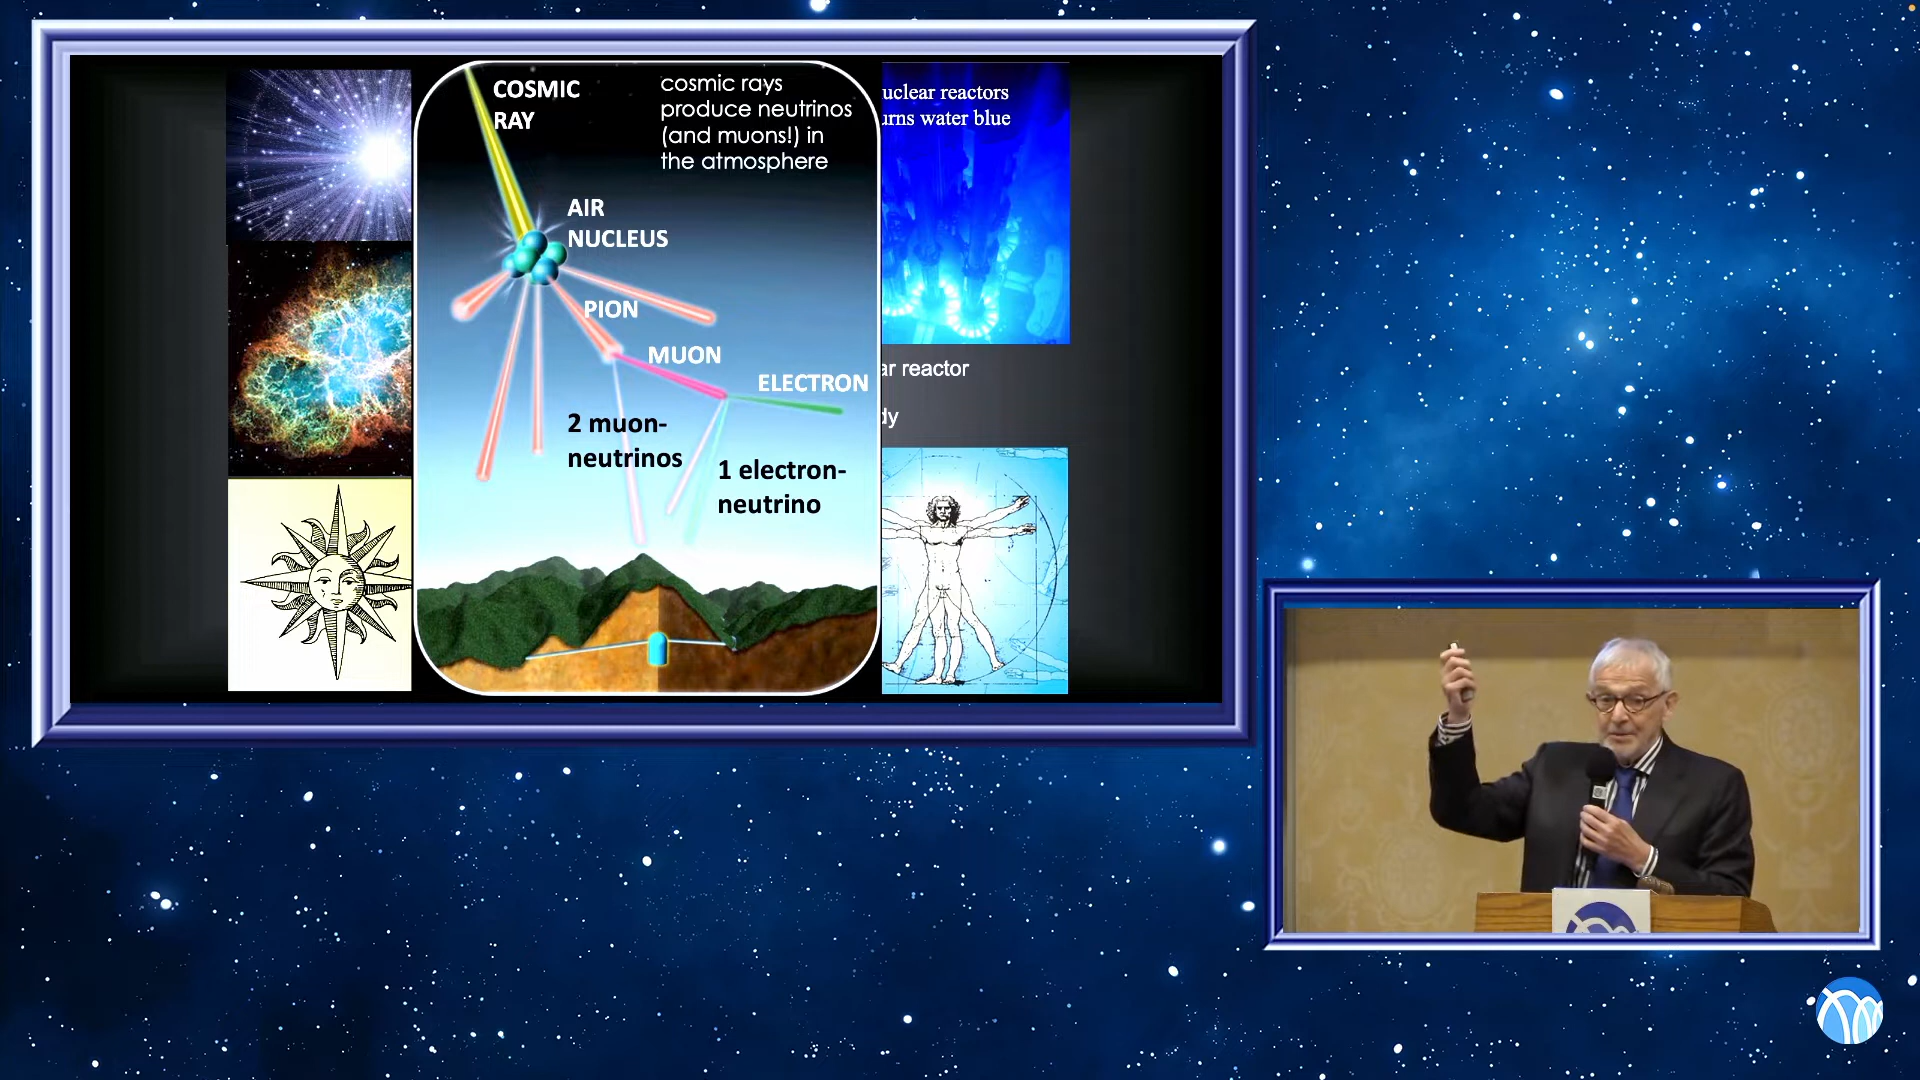 COSMIC
RAY
cosmic rays
produce neutrinos
(and muons!) in
the atmosphere
AIR
NUCLEUS
PION
MUON
ELECTRON
2 muon-
neutrinos
1 electron-
neutrino
uclear reactors
urns water blue
ar reactor
dy